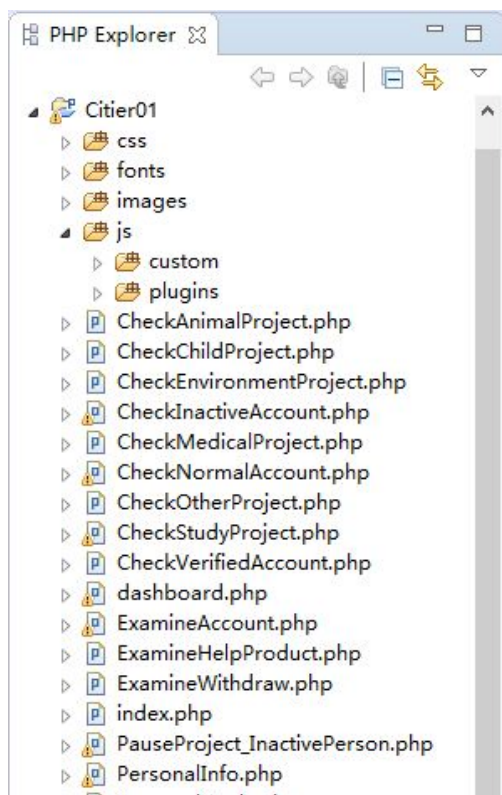 PHP Explorer
Citier01
css
fonts
images
js
custom
plugins
CheckAnimalProject.php
CheckChildProject.php
CheckEnvironmentProject.php
CheckInactiveAccount.php
CheckMedicalProject.php
CheckNormalAccount.php
CheckOtherProject.php
CheckStudyProject.php
CheckVerifiedAccount.php
dashboard.php
ExamineAccount.php
ExamineHelpProduct.php
ExamineWithdraw.php
index.php
PauseProject_InactivePerson.php
PersonalInfo.php